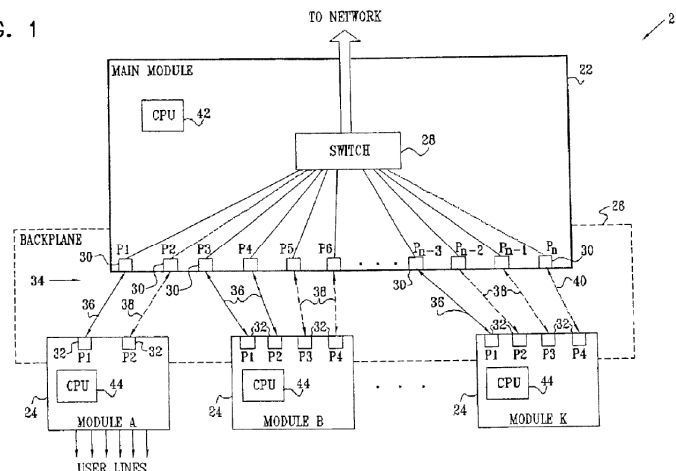 FIG. 1
TO NETWORK
2
MAIN MODULE
22
CPU
42
SWITCH
28
26
BACKPLANE
P1 P2 P3 P4 P5 P6 . . . Pn-3 Pn-2 Pn-1 Pn
30 30 30 30 30
34
36 38 36 38 36 38 40
32 32 32 32 32 32
P1 P2 P1 P2 P3 P4 P1 P2 P3 P4
CPU 44 CPU 44 CPU 44
24 24 24
MODULE A MODULE B . . . MODULE K
USER LINES